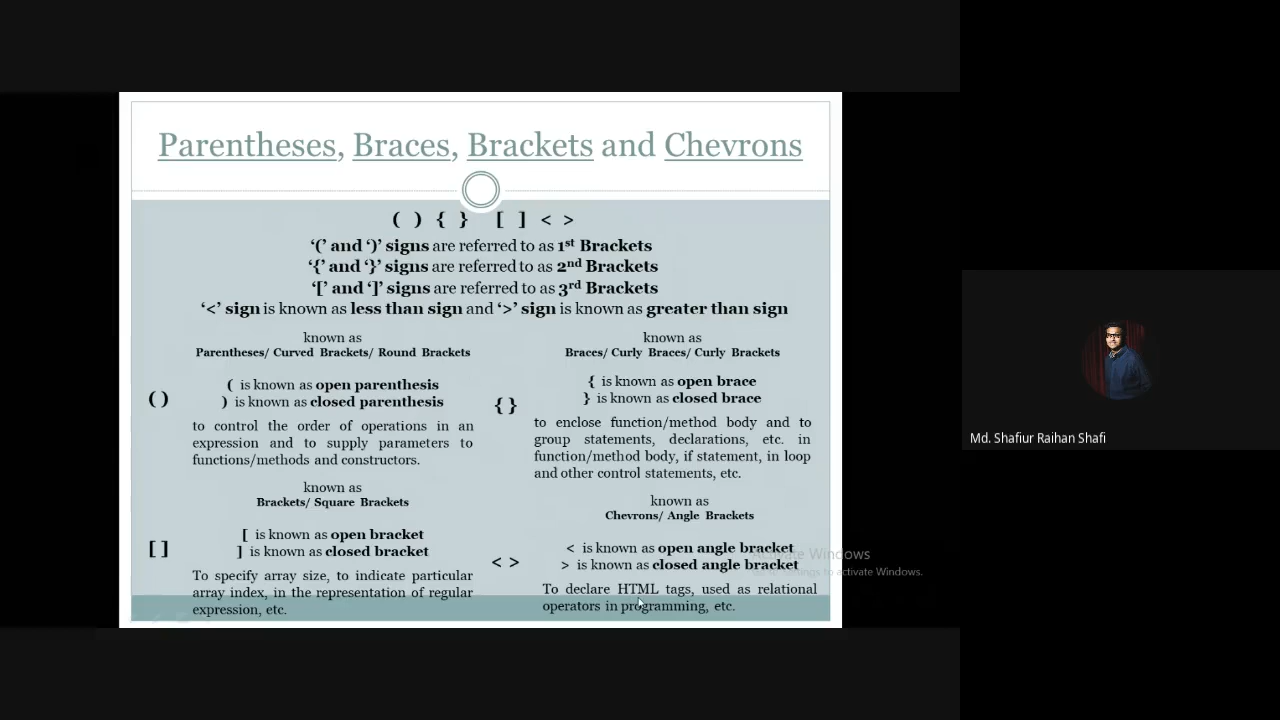 Parentheses, Braces, Brackets and Chevrons
( ) { } [ ] < >
‘(’ and ‘)’ signs are referred to as 1st Brackets
‘{’ and ‘}’ signs are referred to as 2nd Brackets
‘[’ and ‘]’ signs are referred to as 3rd Brackets
‘<’ sign is known as less than sign and ‘>’ sign is known as greater than sign
known as
Parentheses/ Curved Brackets/ Round Brackets
( )
( is known as open parenthesis
) is known as closed parenthesis
to control the order of operations in an
expression and to supply parameters to
functions/methods and constructors.
known as
Braces/ Curly Braces/ Curly Brackets
{ }
{ is known as open brace
} is known as closed brace
to enclose function/method body and to
group statements, declarations, etc. in
function/method body, if statement, in loop
and other control statements, etc.
known as
Brackets/ Square Brackets
[ ]
[ is known as open bracket
] is known as closed bracket
To specify array size, to indicate particular
array index, in the representation of regular
expression, etc.
known as
Chevrons/ Angle Brackets
< >
< is known as open angle bracket
> is known as closed angle bracket
To declare HTML tags, used as relational
operators in programming, etc.
Activate Windows
to activate Windows.
Md. Shafiur Raihan Shafi